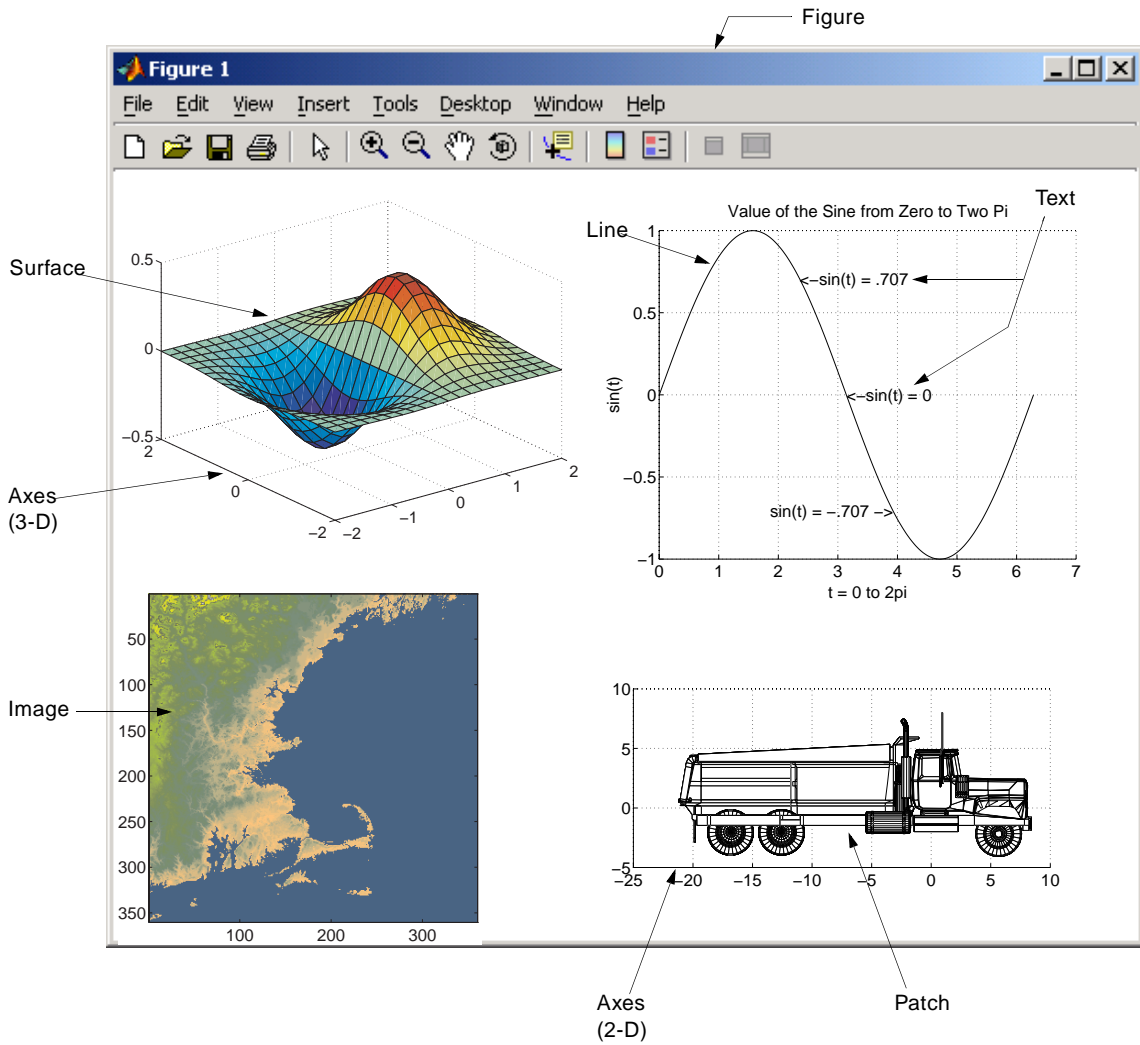 Figure
Figure 1
File Edit View Insert Tools Desktop Window Help
Surface
0.5
0
−0.5
2
0
−2
−2
−1
0
1
2
Axes
(3-D)
Value of the Sine from Zero to Two Pi
Text
Line
1
0.5
0
−0.5
−1
sin(t)
<−sin(t) = .707
<−sin(t) = 0
sin(t) = −.707 −>
0 1 2 3 4 5 6 7
t = 0 to 2pi
Image
50
100
150
200
250
300
350
100 200 300
10
5
0
−5
−25 −20 −15 −10 −5 0 5 10
Axes
(2-D)
Patch